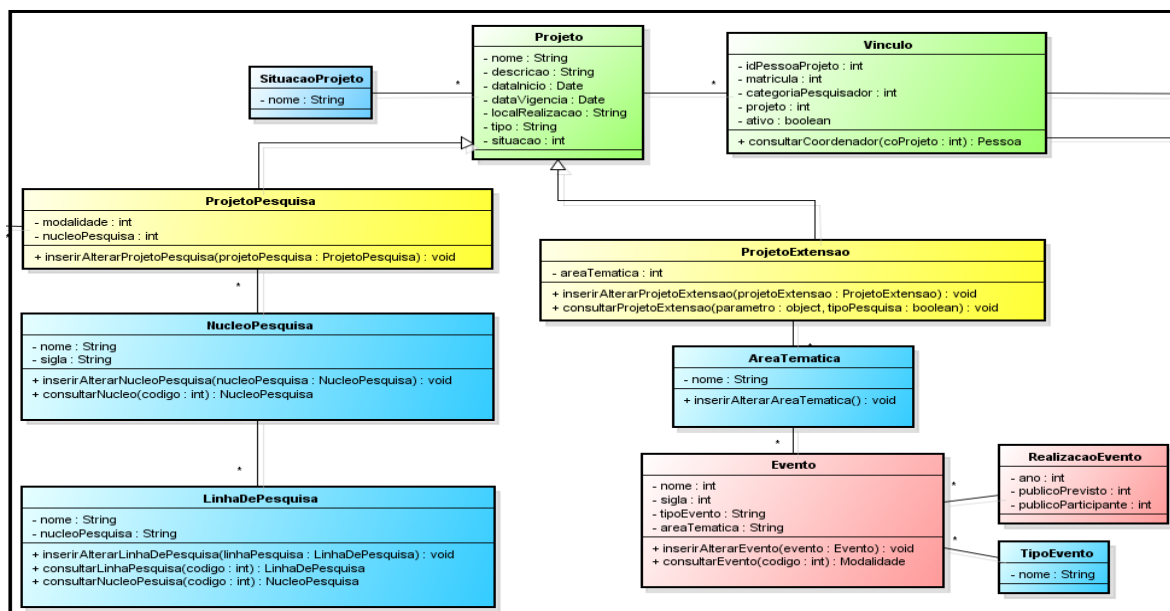 Projeto
- nome : String
- descricao : String
- dataInicio : Date
- dataVigencia : Date
- localRealizacao : String
- tipo : String
- situacao : int
Vinculo
- idPessoaProjeto : int
- matricula : int
- categoriaPesquisador : int
- projeto : int
- ativo : boolean
+ consultarCoordenador(coProjeto : int) : Pessoa
SituacaoProjeto
- nome : String
*
*
ProjetoPesquisa
- modalidade : int
- nucleoPesquisa : int
+ inserirAlterarProjetoPesquisa(projetoPesquisa : ProjetoPesquisa) : void
*
*
ProjetoExtensao
- areaTematica : int
+ inserirAlterarProjetoExtensao(projetoExtensao : ProjetoExtensao) : void
+ consultarProjetoExtensao(parametro : object, tipoPesquisa : boolean) : void
*
NucleoPesquisa
- nome : String
- sigla : String
+ inserirAlterarNucleoPesquisa(nucleoPesquisa : NucleoPesquisa) : void
+ consultarNucleo(codigo : int) : NucleoPesquisa
*
AreaTematica
- nome : String
+ inserirAlterarAreaTematica() : void
*
LinhaDePesquisa
- nome : String
- nucleoPesquisa : String
+ inserirAlterarLinhaDePesquisa(linhaPesquisa : LinhaDePesquisa) : void
+ consultarLinhaPesquisa(codigo : int) : LinhaDePesquisa
+ consultarNucleoPesuisa(codigo : int) : NucleoPesquisa
Evento
- nome : int
- sigla : int
- tipoEvento : String
- areaTematica : String
+ inserirAlterarEvento(evento : Evento) : void
+ consultarEvento(codigo : int) : Modalidade
*
*
RealizacaoEvento
- ano : int
- publicoPrevisto : int
- publicoParticipante : int
TipoEvento
- nome : String